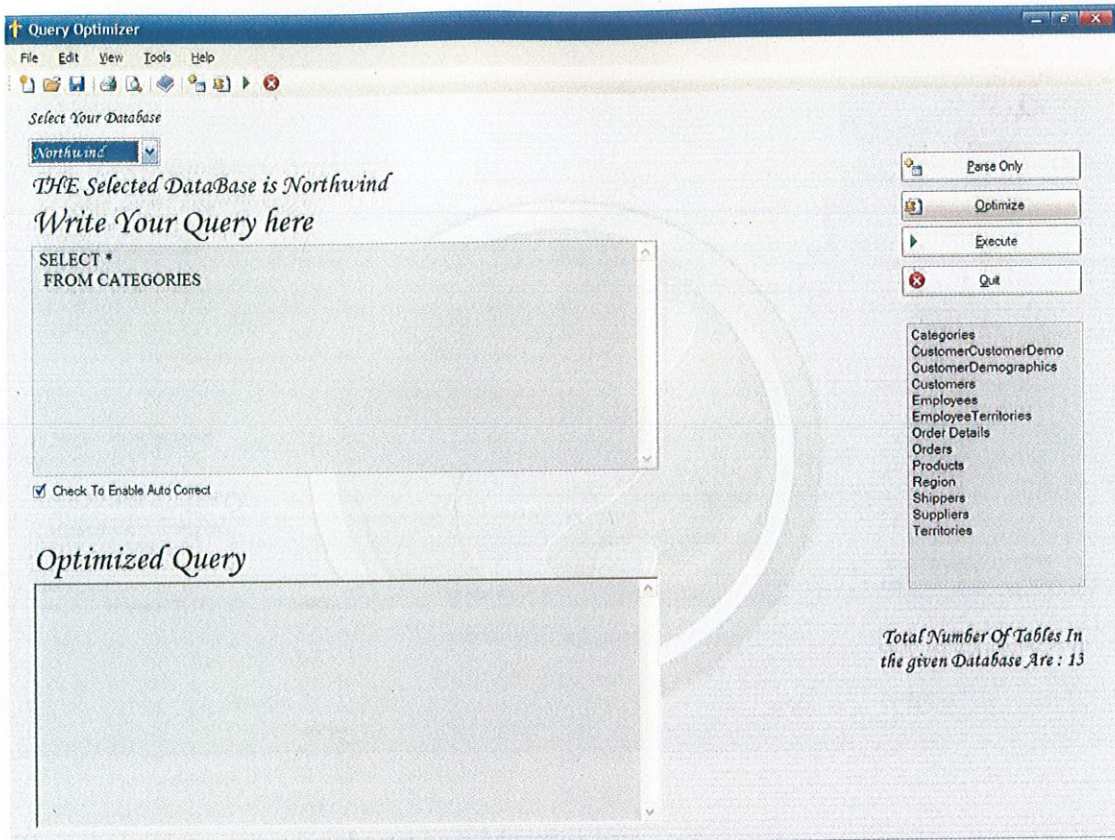 Query Optimizer
File Edit View Tools Help
Select Your Database
Northwind
THE Selected DataBase is Northwind
Write Your Query here
SELECT *
FROM CATEGORIES
Check To Enable Auto Correct
Optimized Query
Parse Only
Optimize
Execute
Quit
Categories
CustomerCustomerDemo
CustomerDemographics
Customers
Employees
EmployeeTerritories
Order Details
Orders
Products
Region
Shippers
Suppliers
Territories
Total Number Of Tables In
the given Database Are : 13